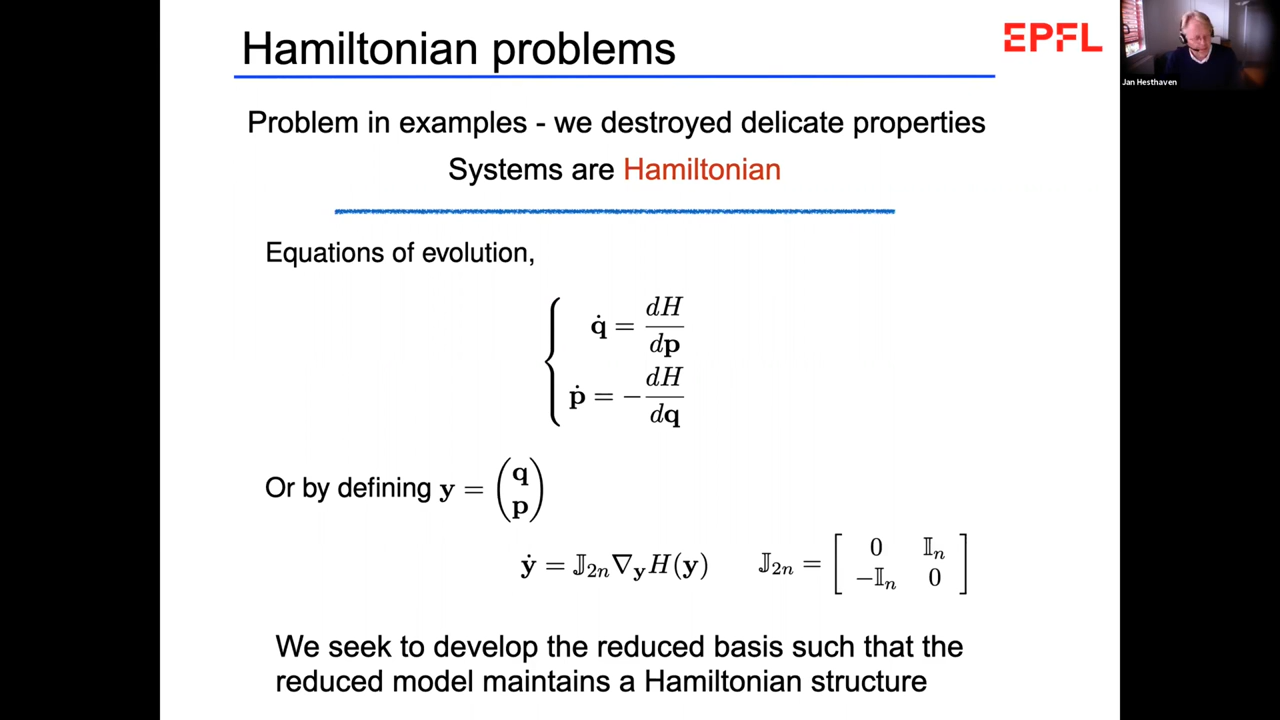 Hamiltonian problems
EPFL
Jan Hesthaven
Problem in examples - we destroyed delicate properties
Systems are Hamiltonian
Equations of evolution,
q̇ = dH/dp
ṗ = −dH/dq
Or by defining y = (q p)
ẏ = 𝕁₂ₙ∇_y H(y) 𝕁₂ₙ = [0 𝕀ₙ; −𝕀ₙ 0]
We seek to develop the reduced basis such that the
reduced model maintains a Hamiltonian structure